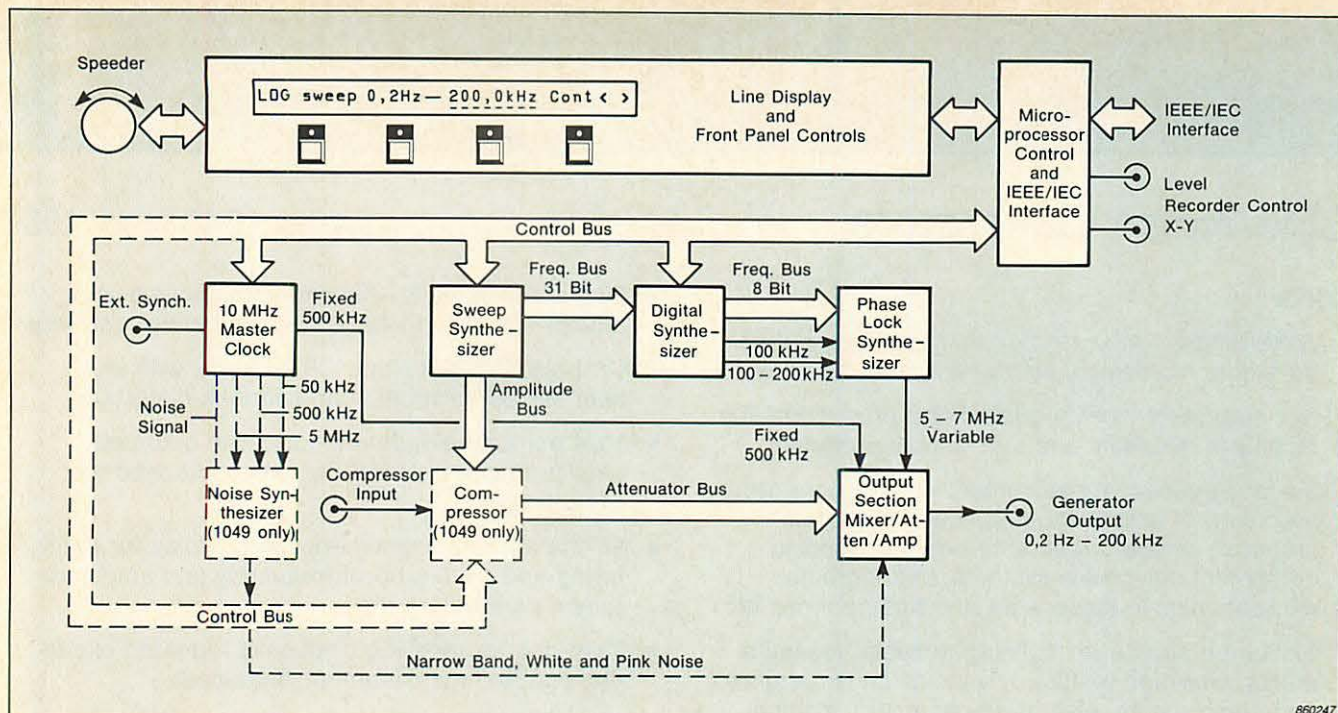 Speeder
LOG sweep 0,2Hz— 200,0kHz Cont < >
Line Display
and
Front Panel Controls
Micro-
processor
Control
and
IEEE/IEC
Interface
IEEE/IEC
Interface
Level
Recorder Control
X-Y
Control Bus
Ext. Synch.
10 MHz
Master
Clock
Fixed
500 kHz
Sweep
Synthe-
sizer
Freq. Bus
31 Bit
Digital
Synthe-
sizer
Freq. Bus
8 Bit
100 kHz
100 – 200 kHz
Phase
Lock
Synthe-
sizer
50 kHz
500 kHz
5 MHz
Noise
Signal
Amplitude
Bus
5 – 7 MHz
Variable
Fixed
500 kHz
Noise Syn-
thesizer
(1049 only)
Compressor
Input
Com-
pressor
(1049 only)
Attenuator Bus
Output
Section
Mixer/At-
ten/Amp
Generator
Output
0,2 Hz – 200 kHz
Control Bus
Narrow Band, White and Pink Noise
860247